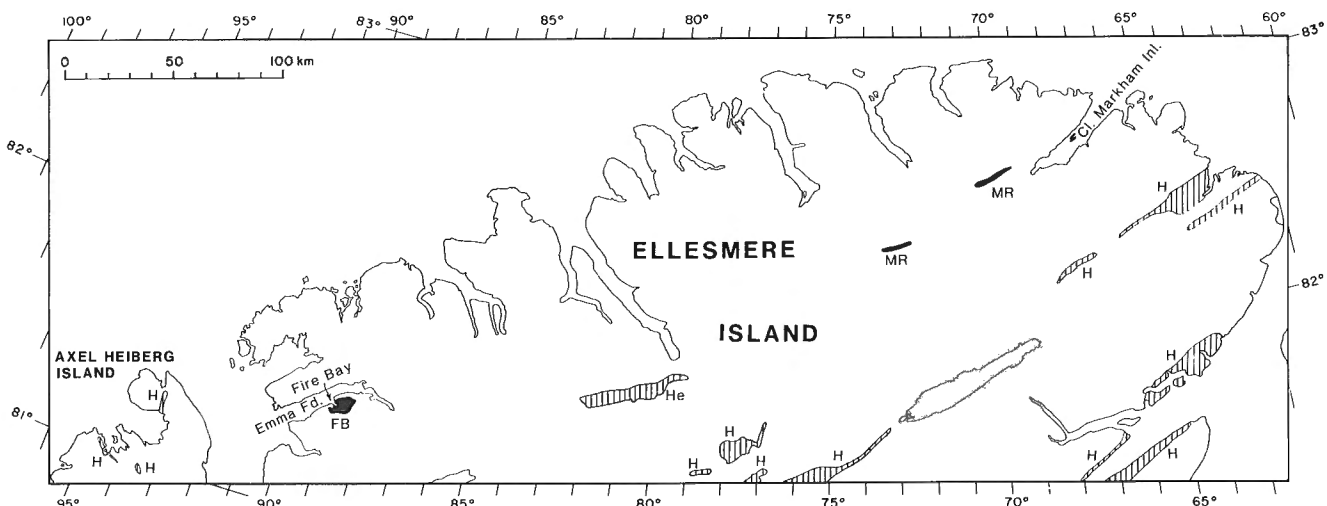 100° 95° 83° 90° 85° 80° 75° 70° 65° 60°
83°
0 50 100 km
Cl. Markham Inl.
82°
MR
H
H
ELLESMERE
MR
H
82°
ISLAND
AXEL HEIBERG
ISLAND
H
Fire Bay
Emma Fd.
FB
He
H
81°
H
H
H
H
H
H
H
H
95° 90° 85° 80° 75° 70° 65°